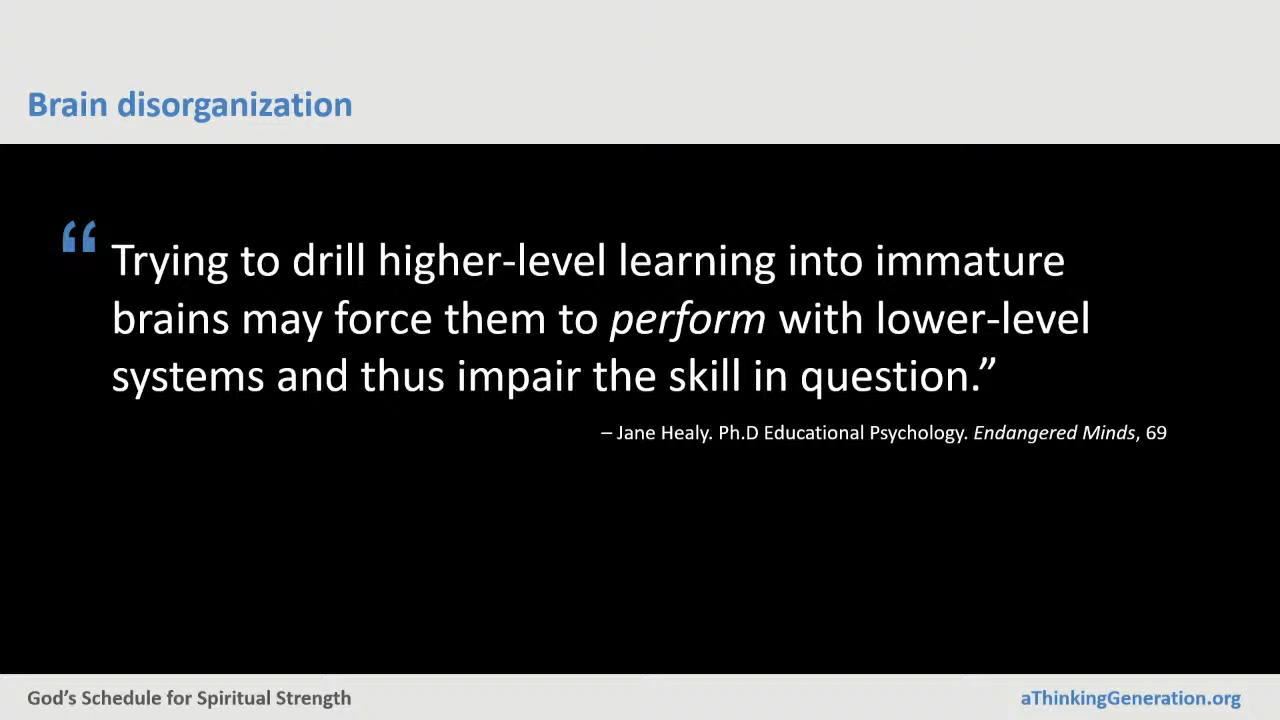 Brain disorganization
“Trying to drill higher-level learning into immature
brains may force them to perform with lower-level
systems and thus impair the skill in question.”
– Jane Healy. Ph.D Educational Psychology. Endangered Minds, 69
God’s Schedule for Spiritual Strength
aThinkingGeneration.org